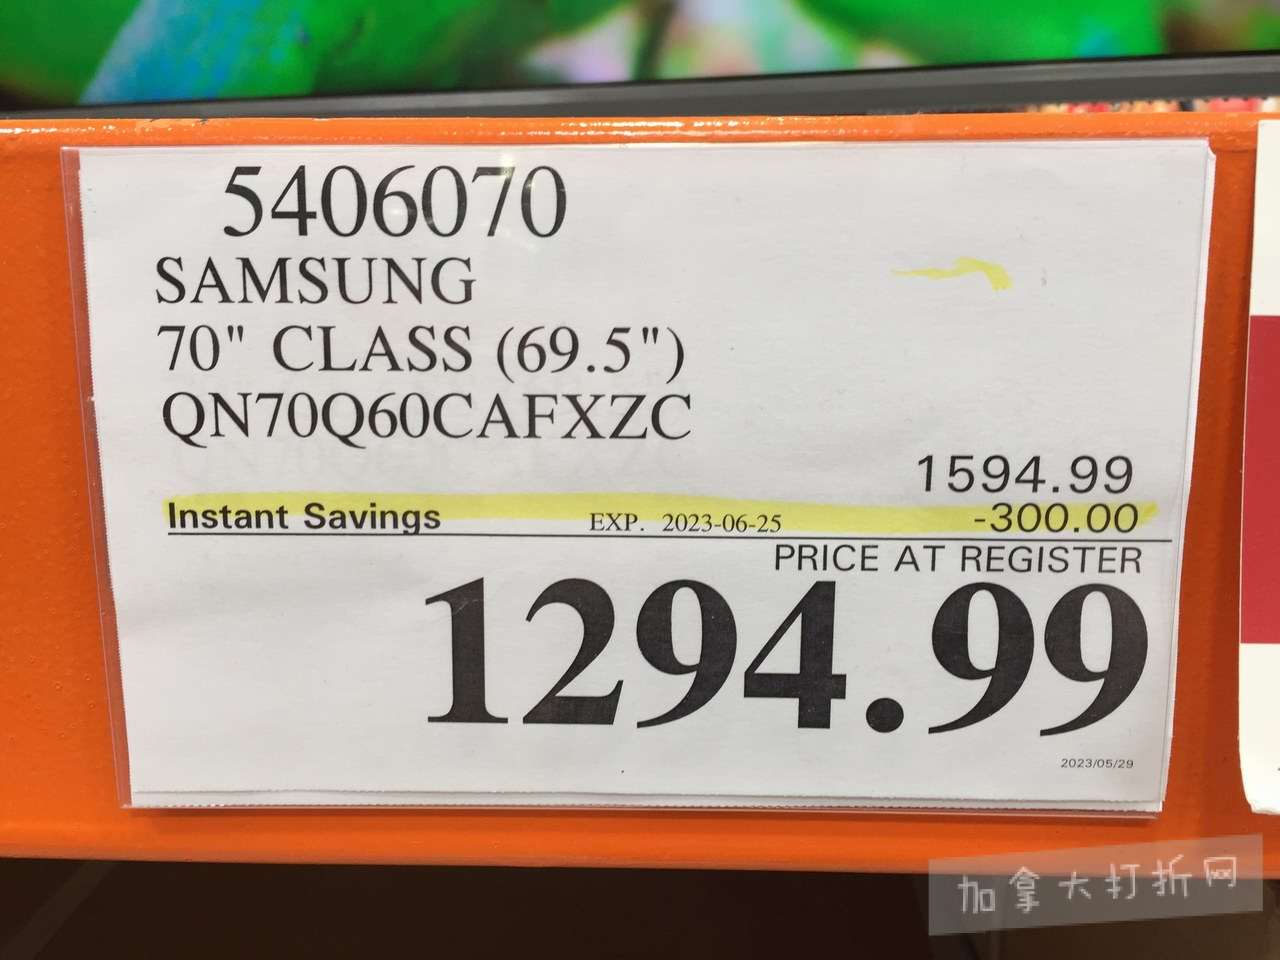 5406070
SAMSUNG
70" CLASS (69.5")
QN70Q60CAFXZC
1594.99
Instant Savings EXP. 2023-06-25 -300.00
PRICE AT REGISTER
1294.99
2023/05/29
加拿大打折网